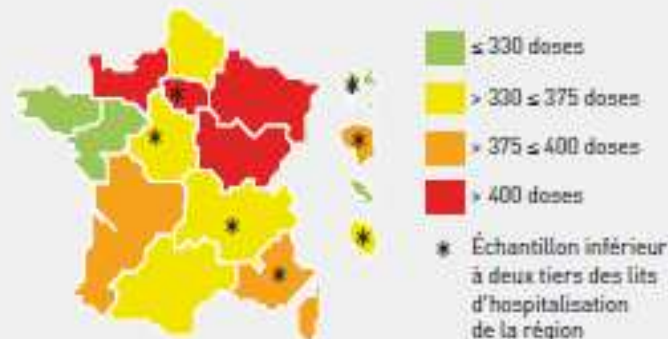 ≤ 330 doses
> 330 ≤ 375 doses
> 375 ≤ 400 doses
> 400 doses
* Échantillon inférieur
à deux tiers des lits
d'hospitalisation
de la région